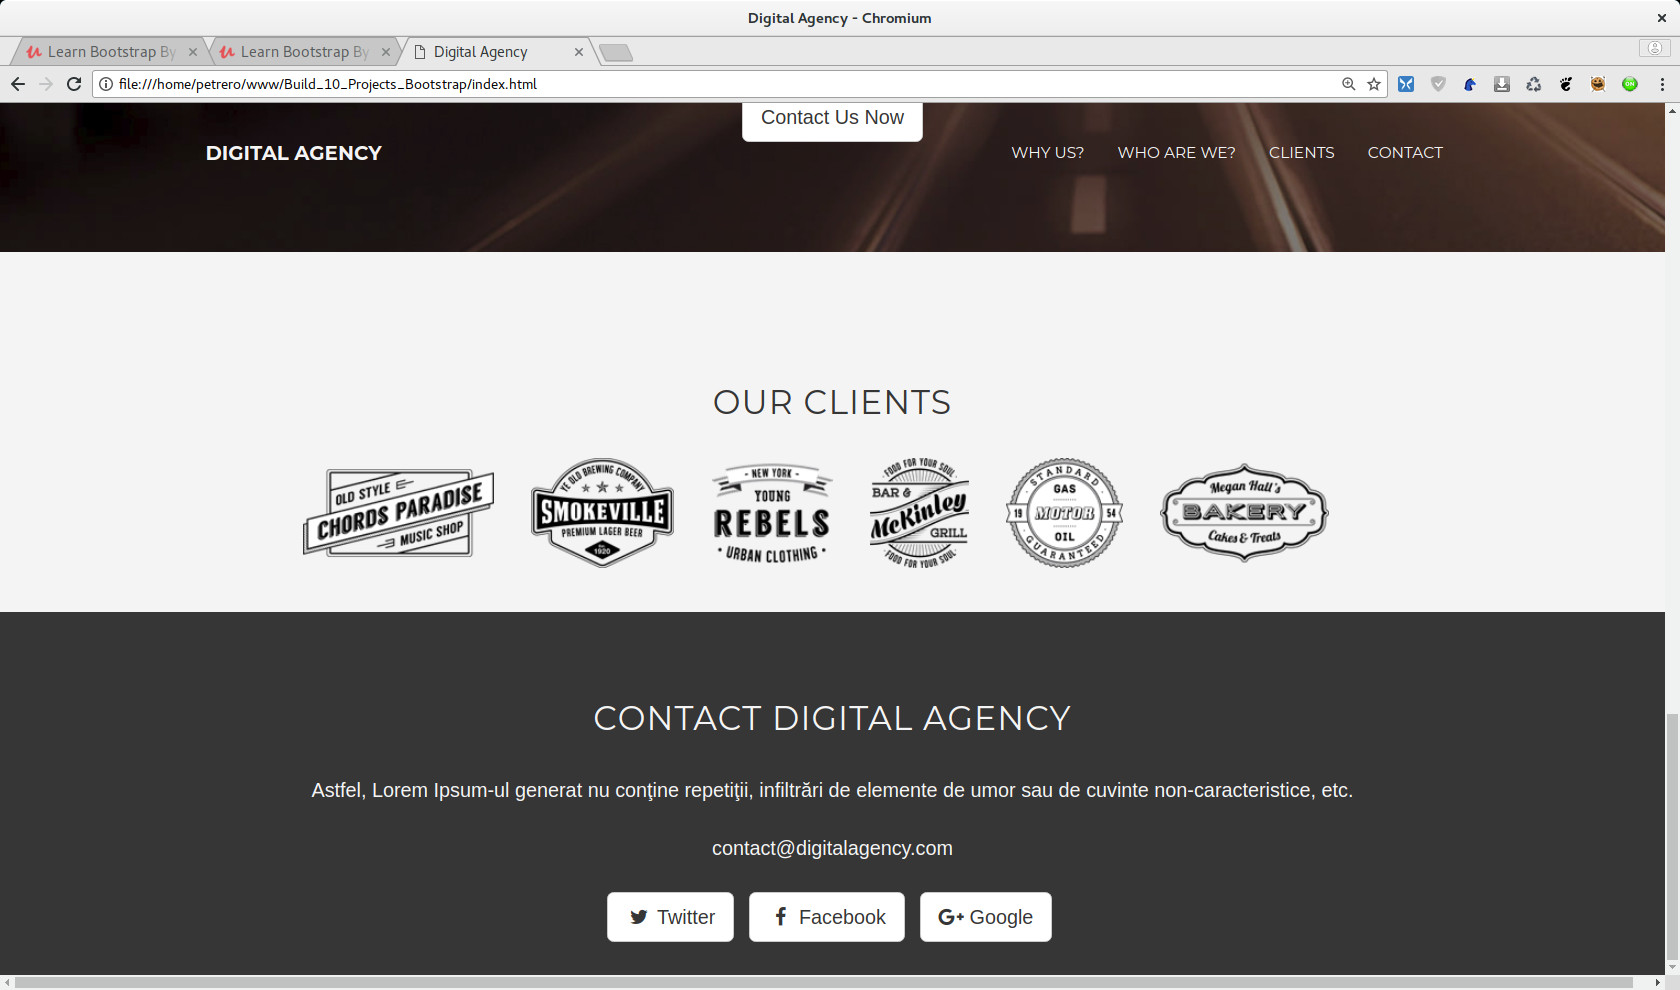 Digital Agency - Chromium
Learn Bootstrap By
Learn Bootstrap By
Digital Agency
file:///home/petrero/www/Build_10_Projects_Bootstrap/index.html
Contact Us Now
DIGITAL AGENCY
WHY US?
WHO ARE WE?
CLIENTS
CONTACT
OUR CLIENTS
OLD STYLE
CHORDS PARADISE
MUSIC SHOP
YE OLD BREWING COMPANY
SMOKEVILLE
PREMIUM LAGER BEER
1920
- NEW YORK -
YOUNG
REBELS
• URBAN CLOTHING •
·FOOD FOR YOUR SOUL·
BAR &
McKinley
GRILL
·FOOD FOR YOUR SOUL·
STANDARD
GAS
19 MOTOR 54
OIL
GUARANTEED
Megan Hall's
BAKERY
Cakes & Treats
CONTACT DIGITAL AGENCY
Astfel, Lorem Ipsum-ul generat nu conţine repetiţii, infiltrări de elemente de umor sau de cuvinte non-caracteristice, etc.
contact@digitalagency.com
Twitter
Facebook
G+ Google